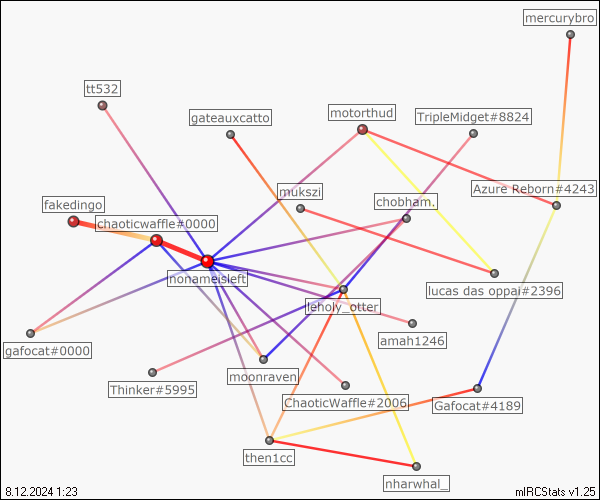 mercurybro
tt532
gateauxcatto
motorthud
TripleMidget#8824
mukszi
chobham.
Azure Reborn#4243
fakedingo
chaoticwaffle#0000
nonameisleft
leholy_otter
lucas das oppai#2396
gafocat#0000
amah1246
moonraven
Thinker#5995
ChaoticWaffle#2006
Gafocat#4189
then1cc
nharwhal_
8.12.2024 1:23
mIRCStats v1.25